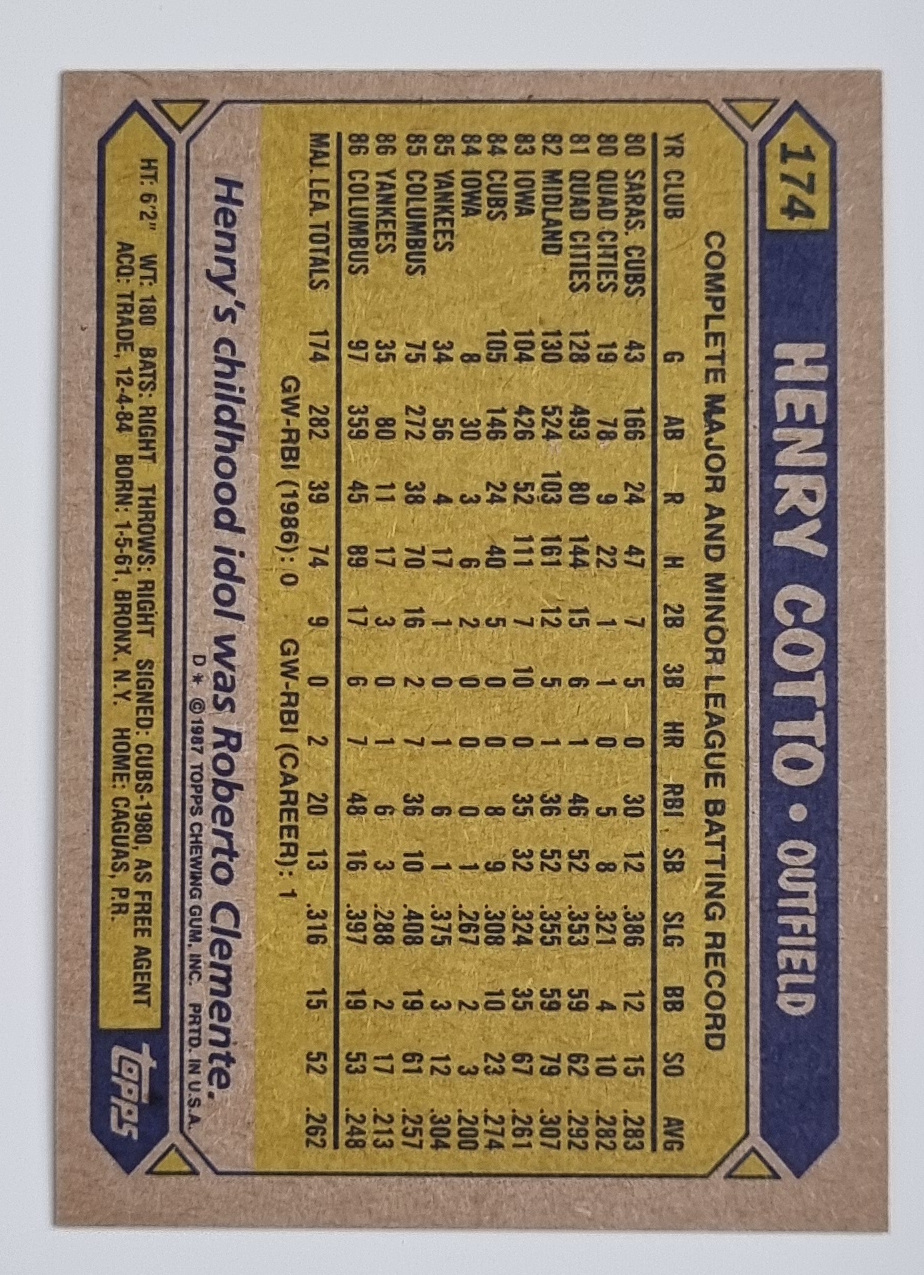 174 HENRY COTTO • OUTFIELD
COMPLETE MAJOR AND MINOR LEAGUE BATTING RECORD
YR CLUB G AB R H 2B 3B HR RBI SB SLG BB SO AVG
80 SARAS. CUBS 43 166 24 47 7 5 0 30 12 .386 12 15 .283
80 QUAD CITIES 19 78 9 22 1 1 0 5 8 .321 4 10 .282
81 QUAD CITIES 128 493 80 144 15 6 1 46 52 .353 59 62 .292
82 MIDLAND 130 524 103 161 12 5 1 36 52 .355 59 79 .307
83 IOWA 104 426 52 111 7 10 0 35 32 .324 35 67 .261
84 CUBS 105 146 24 40 5 0 0 8 9 .308 10 23 .274
84 IOWA 8 30 3 6 2 0 0 0 1 .267 2 3 .200
85 YANKEES 34 56 4 17 1 0 1 6 1 .375 3 12 .304
85 COLUMBUS 75 272 38 70 16 2 7 36 10 .408 19 61 .257
86 YANKEES 35 80 11 17 3 0 1 6 3 .288 2 17 .213
86 COLUMBUS 97 359 45 89 17 6 7 48 16 .397 19 53 .248
MAJ. LEA. TOTALS 174 282 39 74 9 0 2 20 13 .316 15 52 .262
GW-RBI (1986): 0 GW-RBI (CAREER): 1
Henry's childhood idol was Roberto Clemente.
D * © 1987 TOPPS CHEWING GUM, INC. PRTD. IN U.S.A.
HT: 6'2" WT: 180 BATS: RIGHT THROWS: RIGHT SIGNED: CUBS-1980, AS FREE AGENT
ACQ: TRADE, 12-4-84 BORN: 1-5-61, BRONX, N.Y. HOME: CAGUAS, P.R.
TOPPS